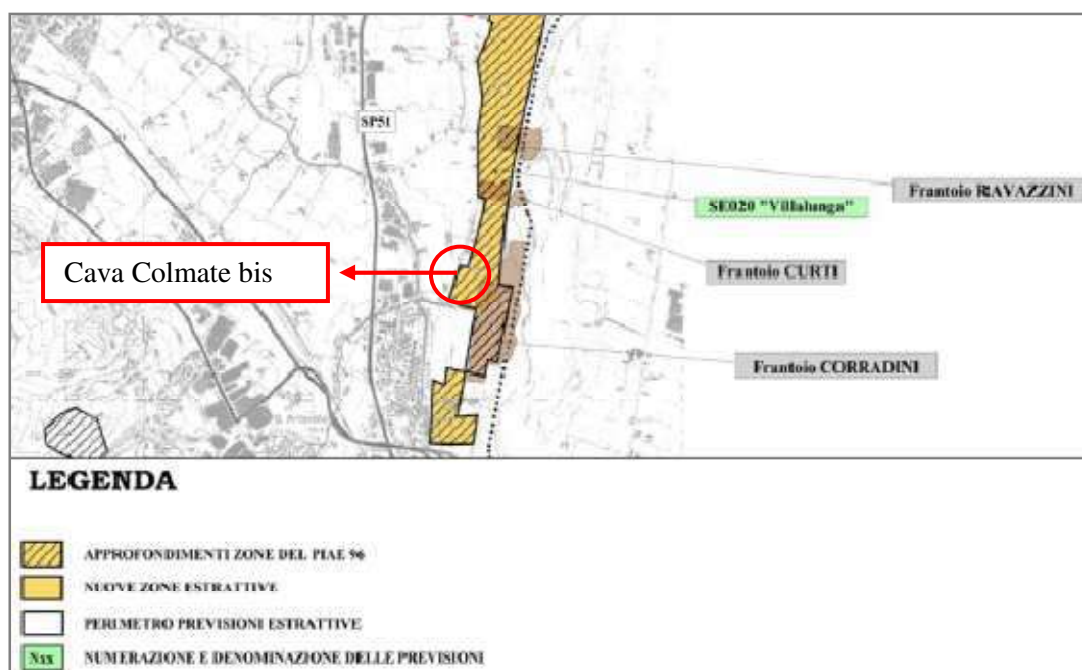 SP51
Frantoio RIAVAZZINI
SE020 "Villalunga"
Cava Colmate bis
Frantoio CURTI
Frantoio CORRADINI
LEGENDA
APPROFONDIMENTI ZONE DEL PIAE 96
NUOVE ZONE ESTRATTIVE
PERIMETRO PREVISIONI ESTRATTIVE
Nxx NUMERAZIONE E DENOMINAZIONE DELLE PREVISIONI